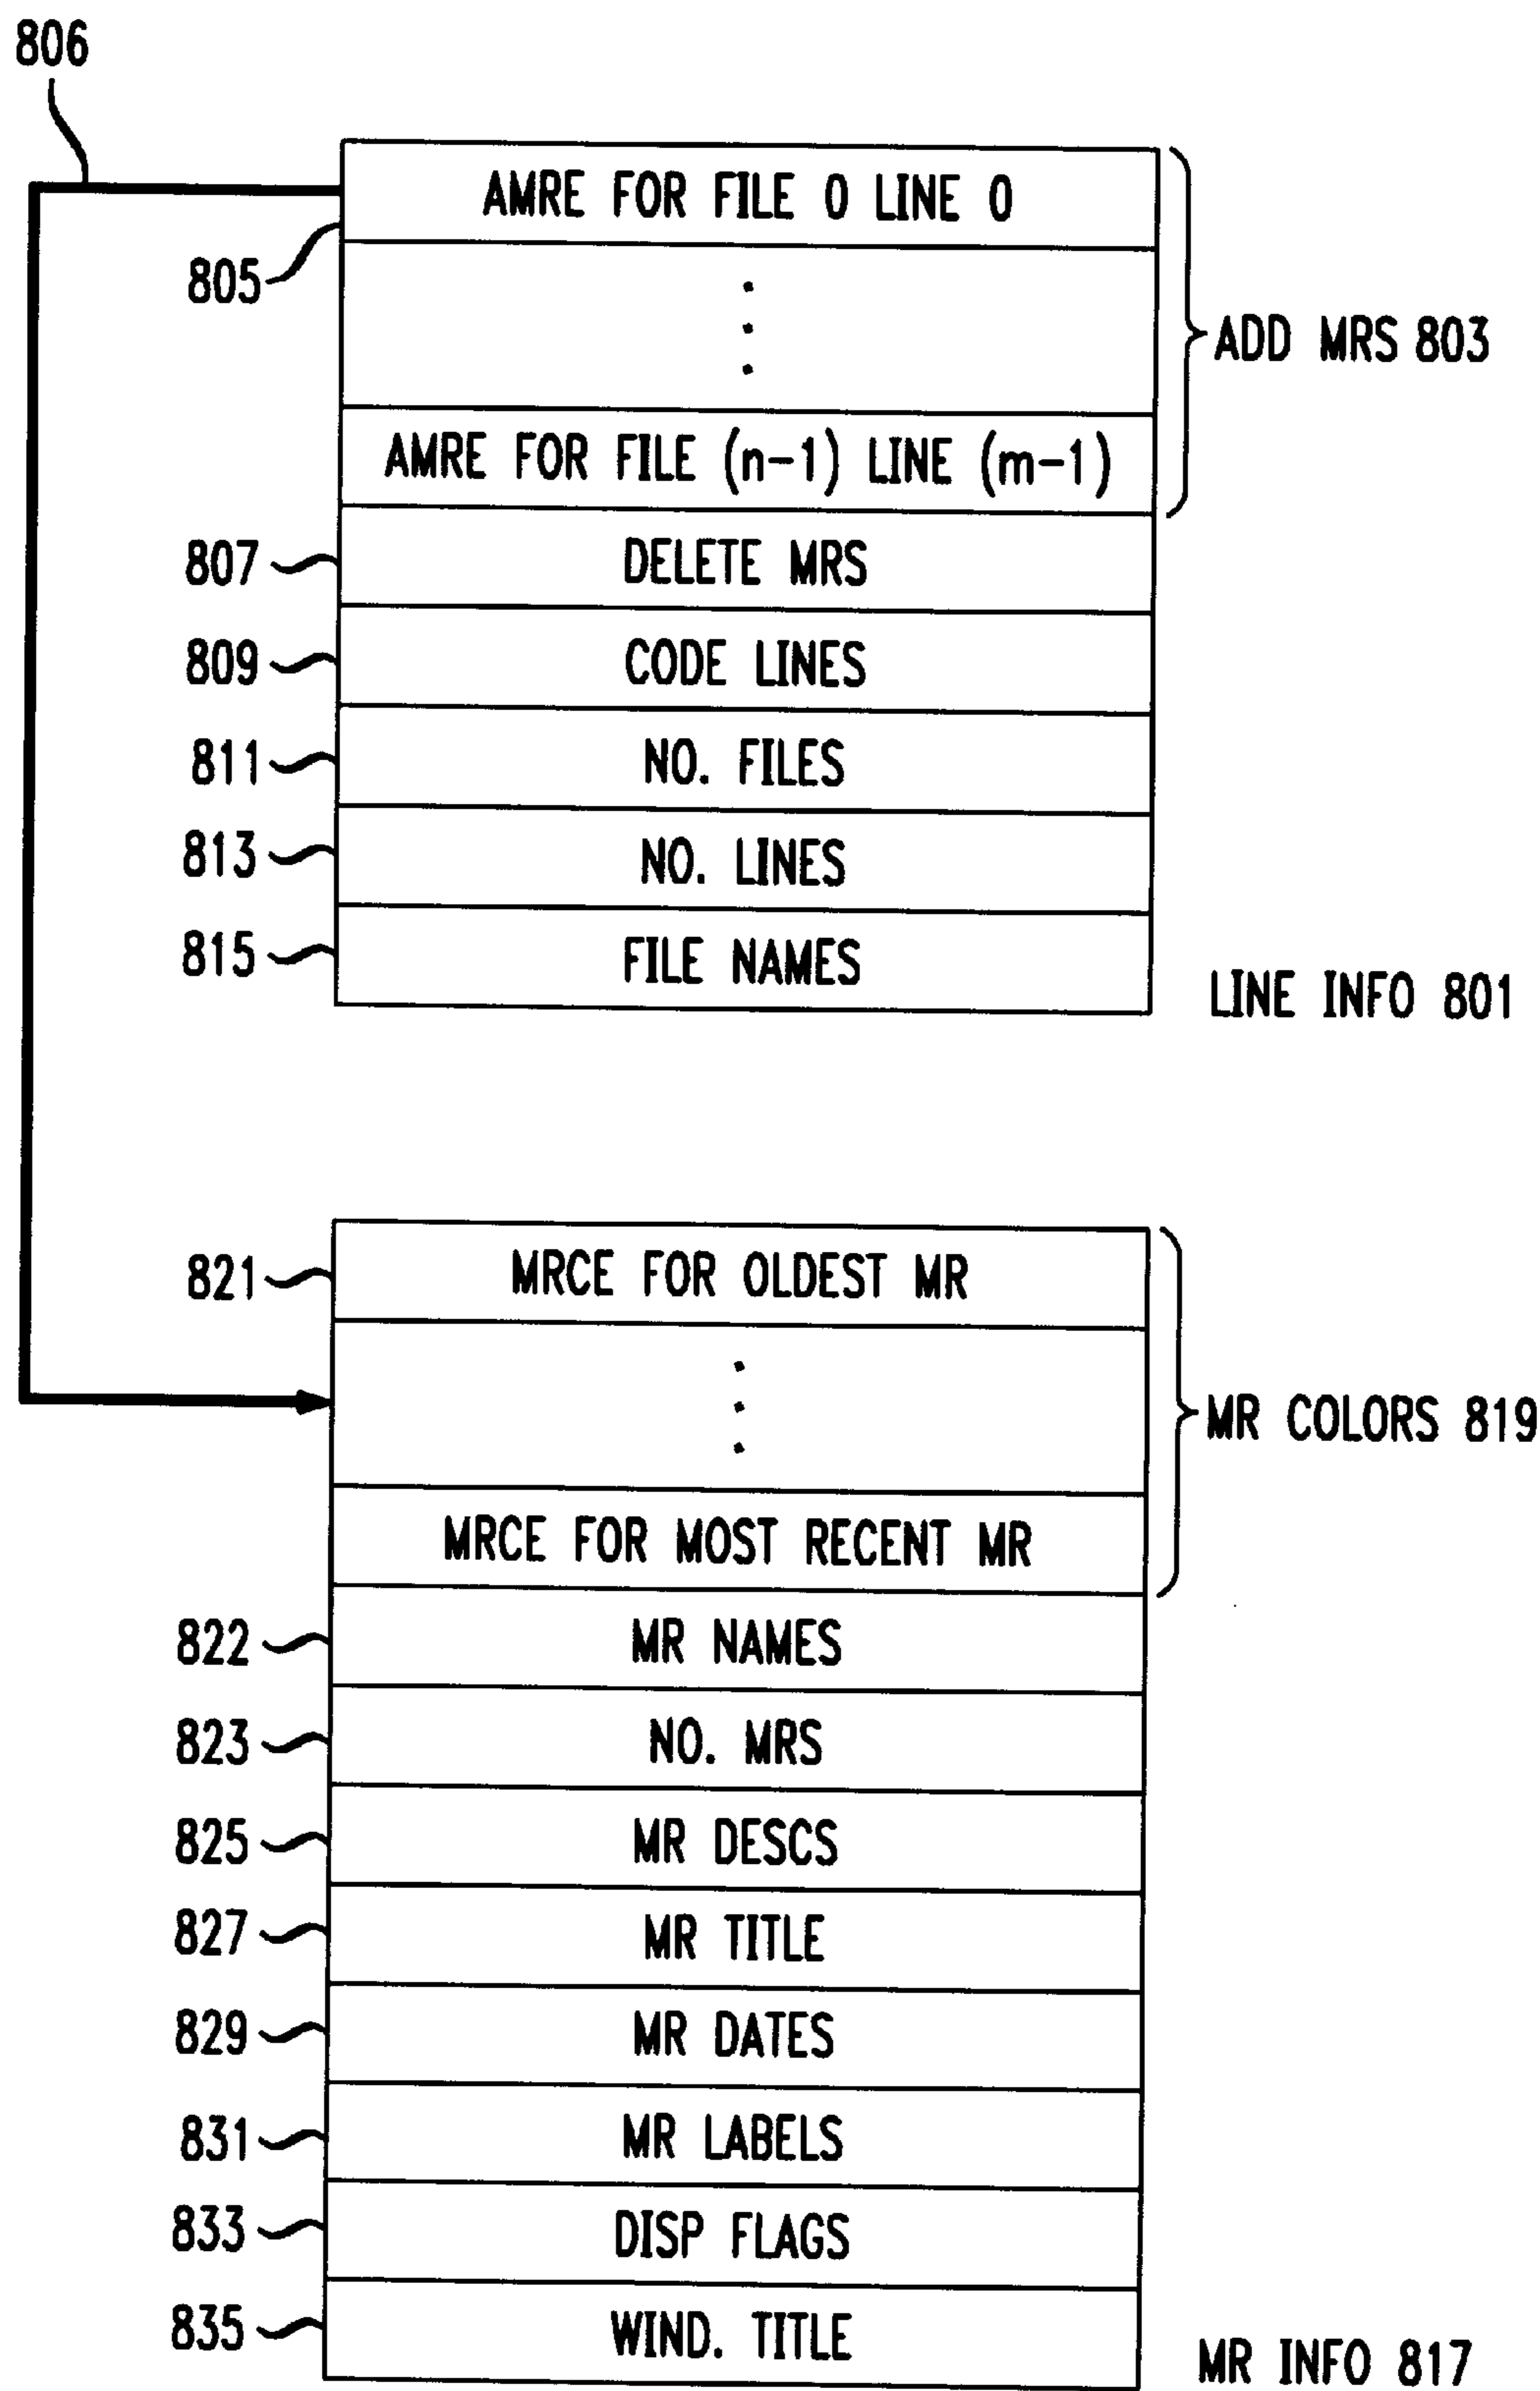 806
AMRE FOR FILE 0 LINE 0
805
ADD MRS 803
AMRE FOR FILE (n-1) LINE (m-1)
807 DELETE MRS
809 CODE LINES
811 NO. FILES
813 NO. LINES
815 FILE NAMES
LINE INFO 801
821 MRCE FOR OLDEST MR
MR COLORS 819
MRCE FOR MOST RECENT MR
822 MR NAMES
823 NO. MRS
825 MR DESCS
827 MR TITLE
829 MR DATES
831 MR LABELS
833 DISP FLAGS
835 WIND. TITLE
MR INFO 817